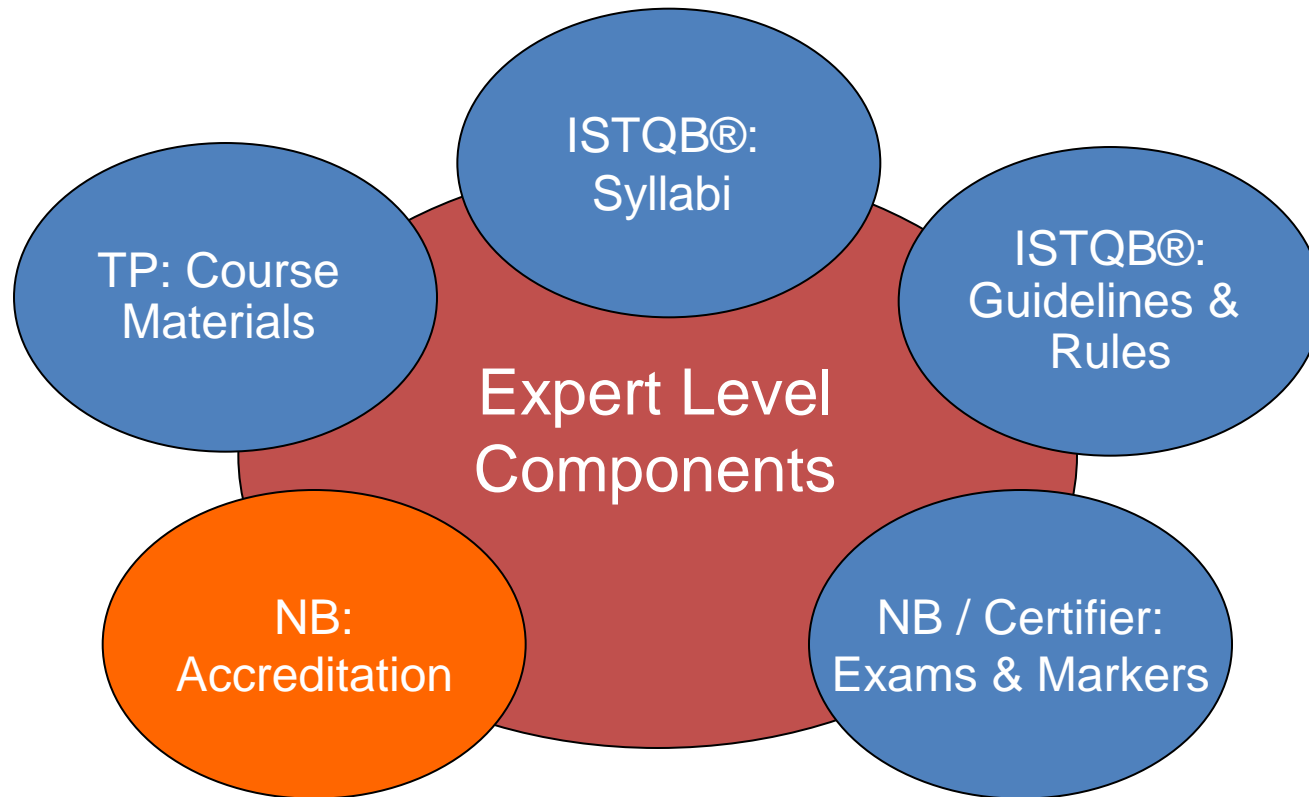 ISTQB®:
Syllabi
TP: Course
Materials
ISTQB®:
Guidelines &
Rules
Expert Level
Components
NB:
Accreditation
NB / Certifier:
Exams & Markers